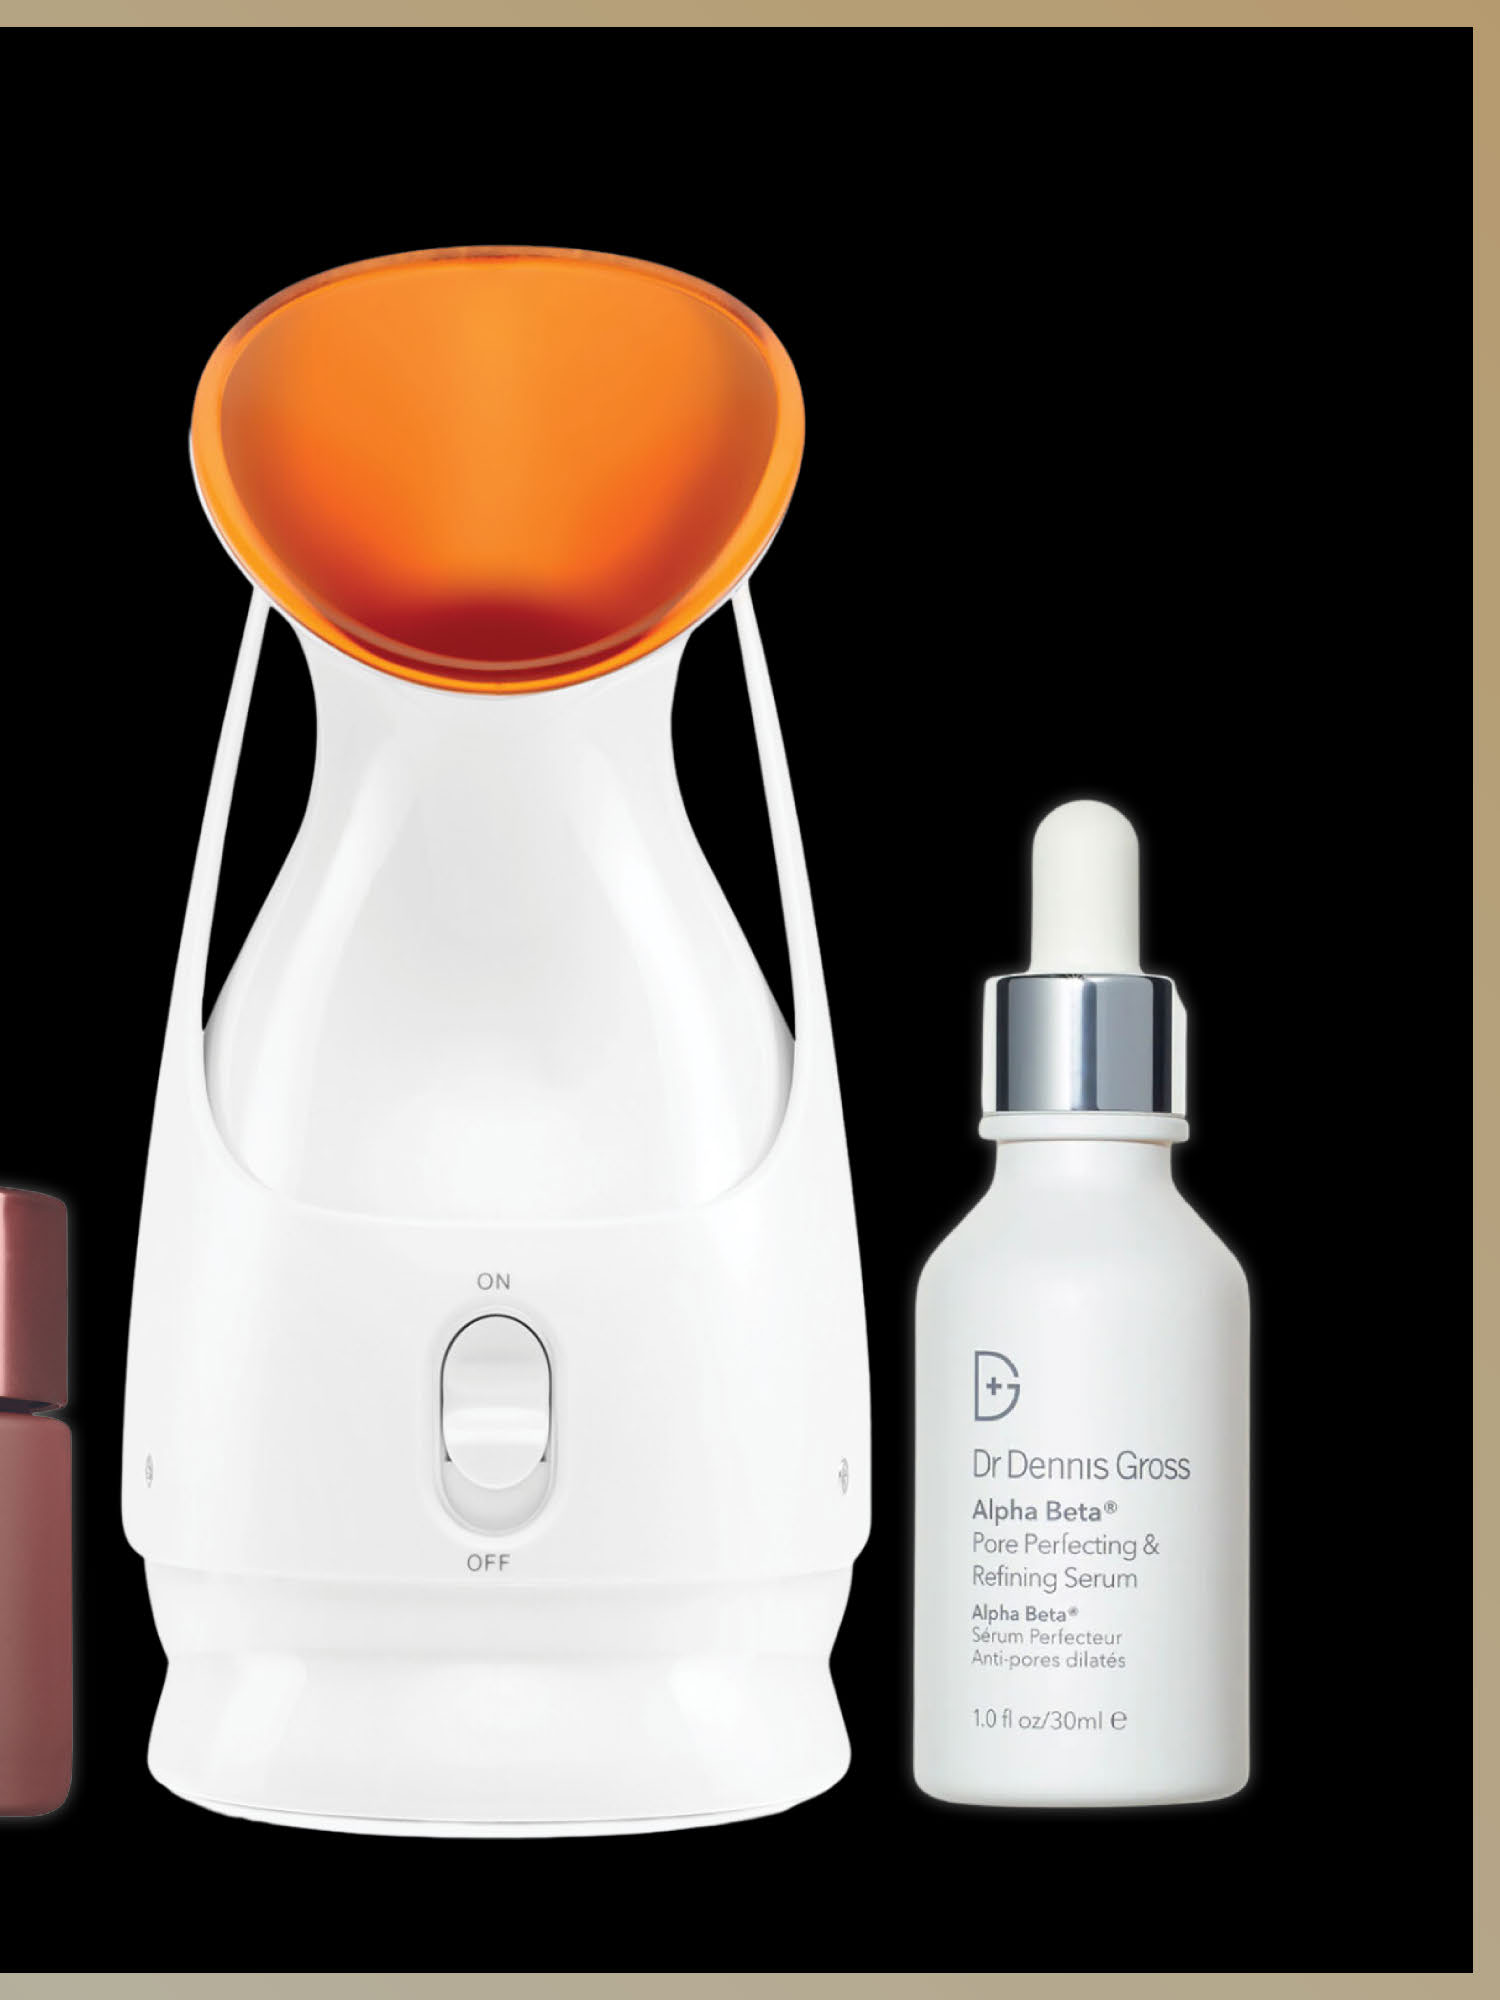 ON
OFF
DG
Dr Dennis Gross
Alpha Beta®
Pore Perfecting &
Refining Serum
Alpha Beta®
Sérum Perfecteur
Anti-pores dilatés
1.0 fl oz/30ml ℮